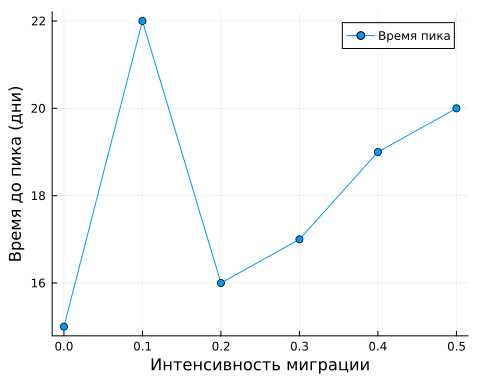 Время пика
22
20
18
16
Время до пика (дни)
0.0 0.1 0.2 0.3 0.4 0.5
Интенсивность миграции